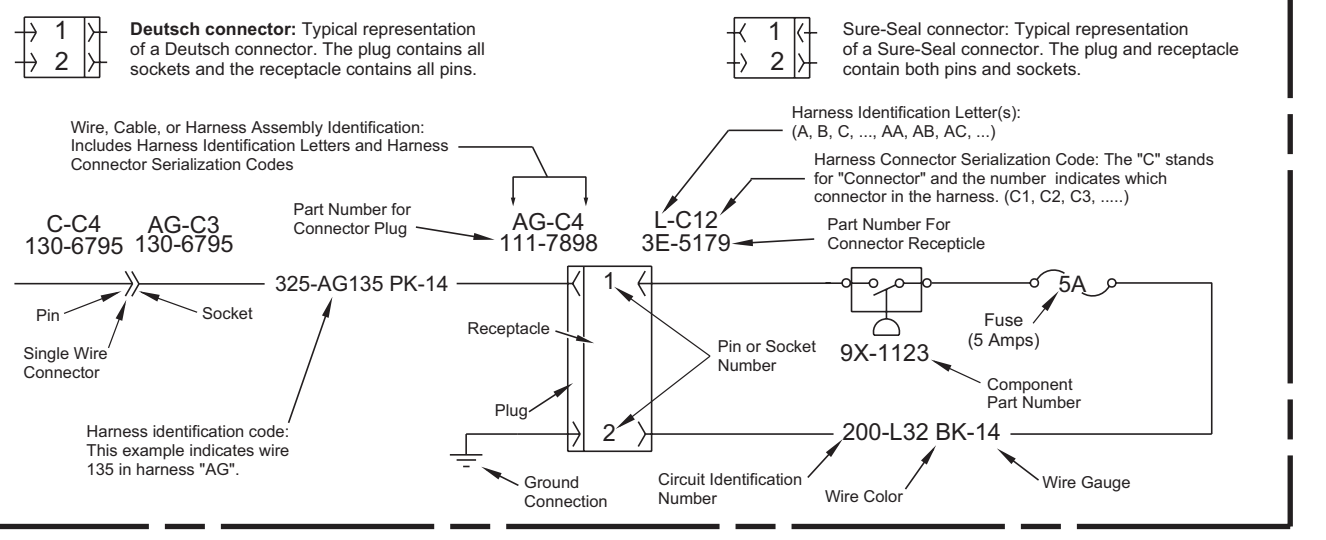 1
2
Deutsch connector: Typical representation
of a Deutsch connector. The plug contains all
sockets and the receptacle contains all pins.
1
2
Sure-Seal connector: Typical representation
of a Sure-Seal connector. The plug and receptacle
contain both pins and sockets.
Wire, Cable, or Harness Assembly Identification:
Includes Harness Identification Letters and Harness
Connector Serialization Codes
Harness Identification Letter(s):
(A, B, C, ..., AA, AB, AC, ...)
Harness Connector Serialization Code: The "C" stands
for "Connector" and the number indicates which
connector in the harness. (C1, C2, C3, .....)
C-C4
130-6795
AG-C3
130-6795
Part Number for
Connector Plug
AG-C4
111-7898
L-C12
3E-5179
Part Number For
Connector Recepticle
325-AG135 PK-14
1
5A
Pin
Socket
Single Wire
Connector
Receptacle
Pin or Socket
Number
9X-1123
Fuse
(5 Amps)
Component
Part Number
Plug
2
200-L32 BK-14
Harness identification code:
This example indicates wire
135 in harness "AG".
Ground
Connection
Circuit Identification
Number
Wire Color
Wire Gauge